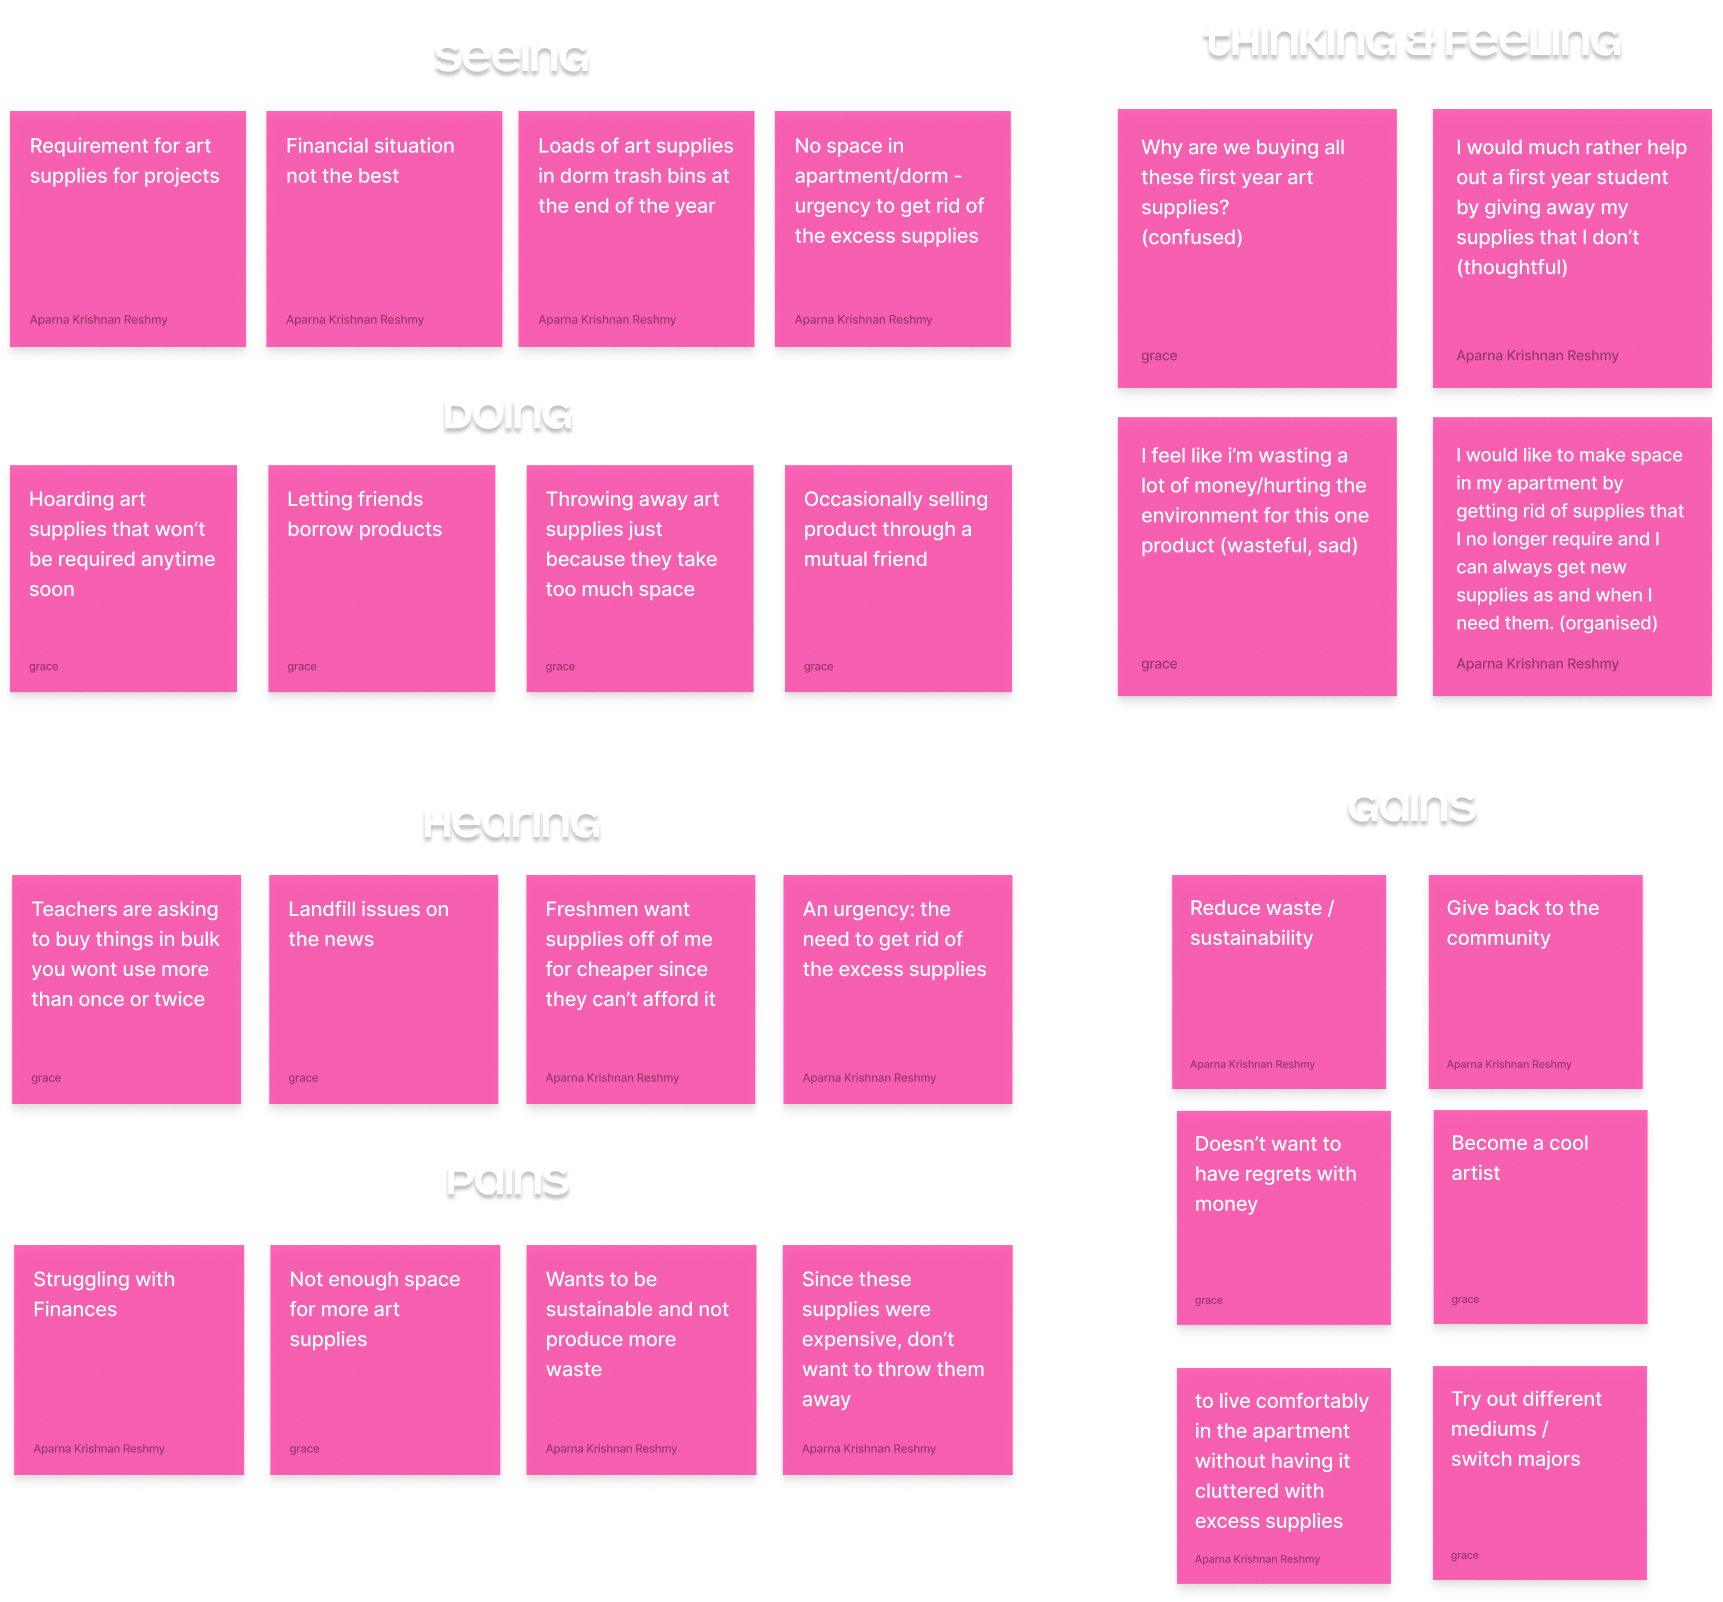 seeing
Requirement for art
supplies for projects
Aparna Krishnan Reshmy
Financial situation
not the best
Aparna Krishnan Reshmy
Loads of art supplies
in dorm trash bins at
the end of the year
Aparna Krishnan Reshmy
No space in
apartment/dorm -
urgency to get rid of
the excess supplies
Aparna Krishnan Reshmy
Doing
Hoarding art
supplies that won’t
be required anytime
soon
grace
Letting friends
borrow products
grace
Throwing away art
supplies just
because they take
too much space
grace
Occasionally selling
product through a
mutual friend
grace
Thinking & Feeling
Why are we buying all
these first year art
supplies?
(confused)
grace
I would much rather help
out a first year student
by giving away my
supplies that I don’t
(thoughtful)
Aparna Krishnan Reshmy
I feel like i’m wasting a
lot of money/hurting the
environment for this one
product (wasteful, sad)
grace
I would like to make space
in my apartment by
getting rid of supplies that
I no longer require and I
can always get new
supplies as and when I
need them. (organised)
Aparna Krishnan Reshmy
Hearing
Teachers are asking
to buy things in bulk
you wont use more
than once or twice
grace
Landfill issues on
the news
grace
Freshmen want
supplies off of me
for cheaper since
they can’t afford it
Aparna Krishnan Reshmy
An urgency: the
need to get rid of
the excess supplies
Aparna Krishnan Reshmy
Pains
Struggling with
Finances
Aparna Krishnan Reshmy
Not enough space
for more art
supplies
grace
Wants to be
sustainable and not
produce more
waste
Aparna Krishnan Reshmy
Since these
supplies were
expensive, don’t
want to throw them
away
Aparna Krishnan Reshmy
Gains
Reduce waste /
sustainability
Aparna Krishnan Reshmy
Give back to the
community
Aparna Krishnan Reshmy
Doesn’t want to
have regrets with
money
grace
Become a cool
artist
grace
to live comfortably
in the apartment
without having it
cluttered with
excess supplies
Aparna Krishnan Reshmy
Try out different
mediums /
switch majors
grace